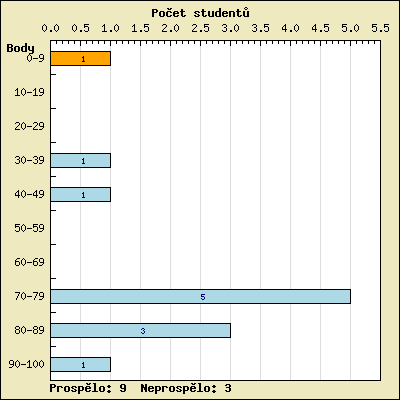 Počet studentů
0.0 0.5 1.0 1.5 2.0 2.5 3.0 3.5 4.0 4.5 5.0 5.5
Body
0-9 1
10-19
20-29
30-39 1
40-49 1
50-59
60-69
70-79 5
80-89 3
90-100 1
Prospělo: 9 Neprospělo: 3